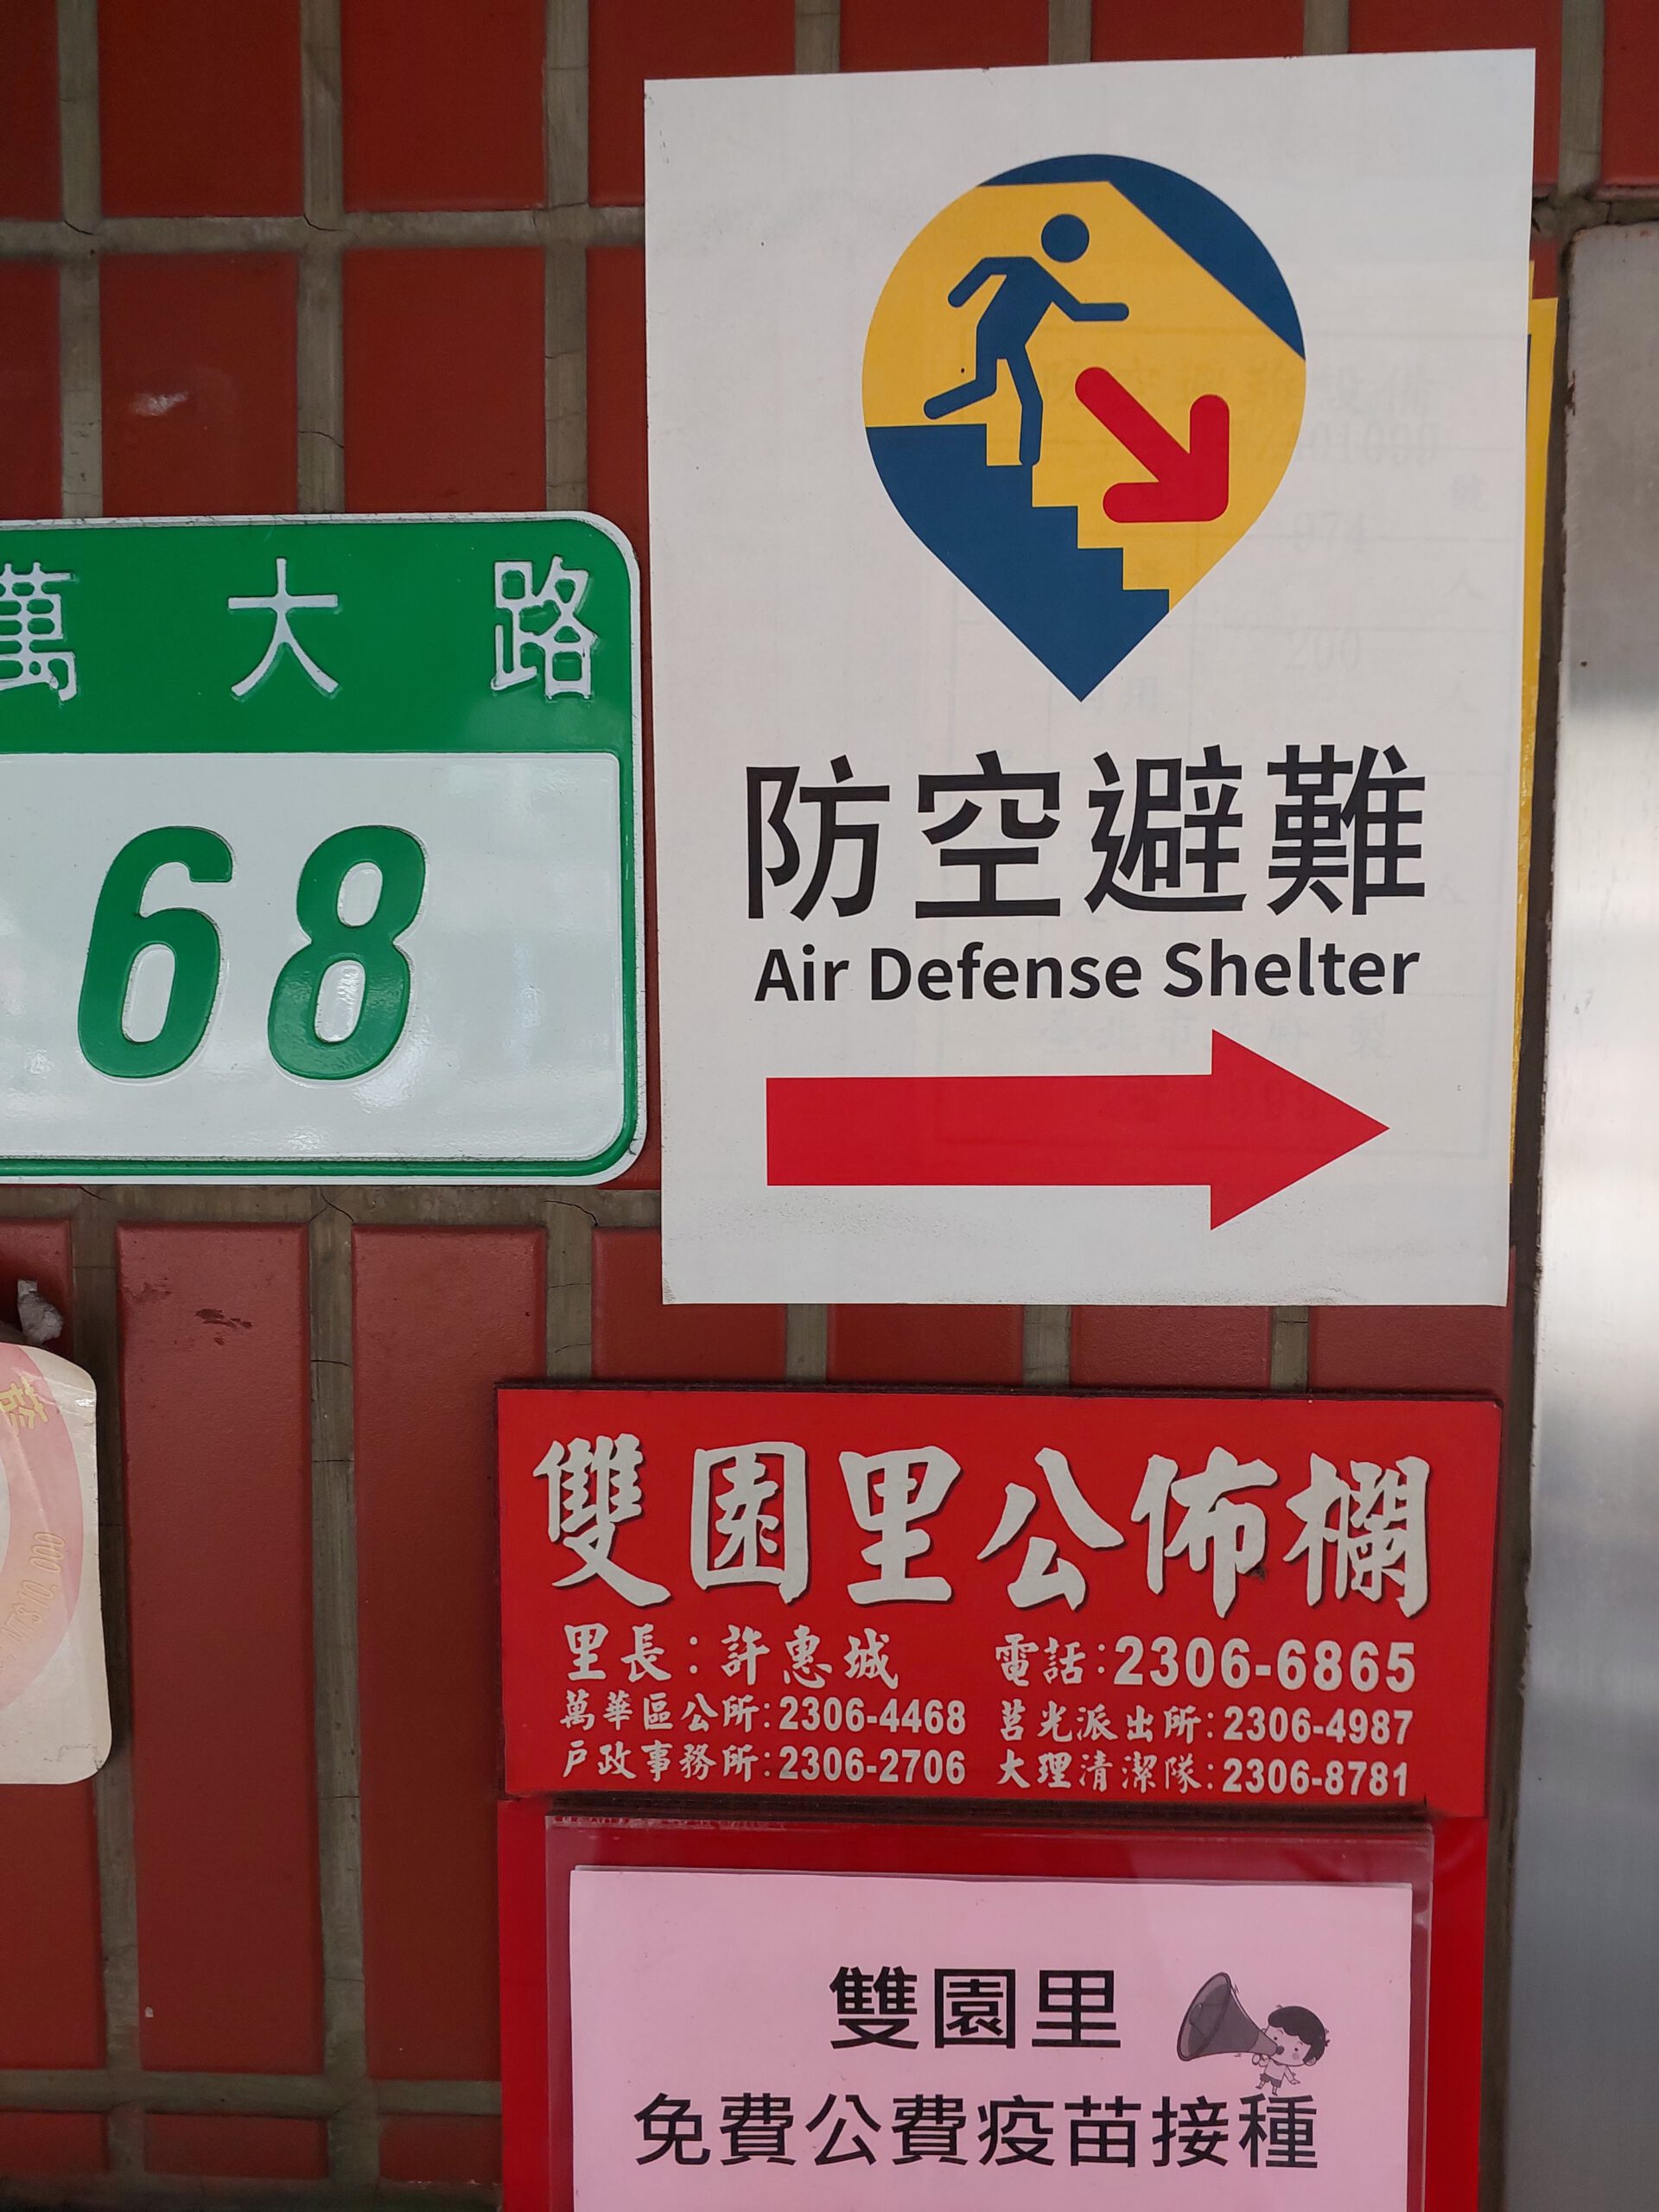 萬大路
68
防空避難
Air Defense Shelter
雙園里公佈欄
里長：許惠城 電話：2306-6865
萬華區公所：2306-4468 莒光派出所：2306-4987
戶政事務所：2306-2706 大理清潔隊：2306-8781
雙園里
免費公費疫苗接種